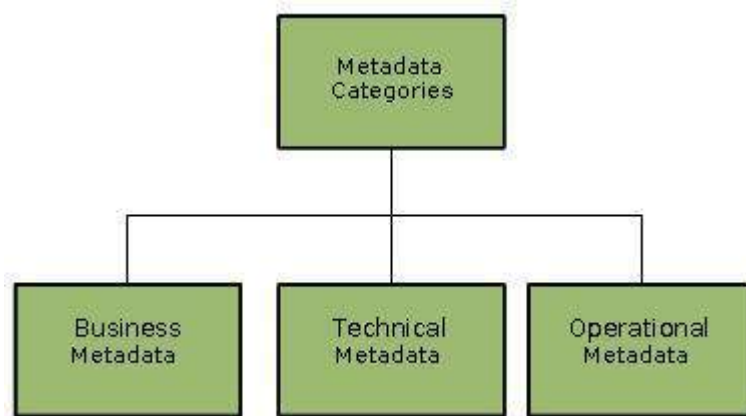 Metadata
Categories
Business
Metadata
Technical
Metadata
Operational
Metadata